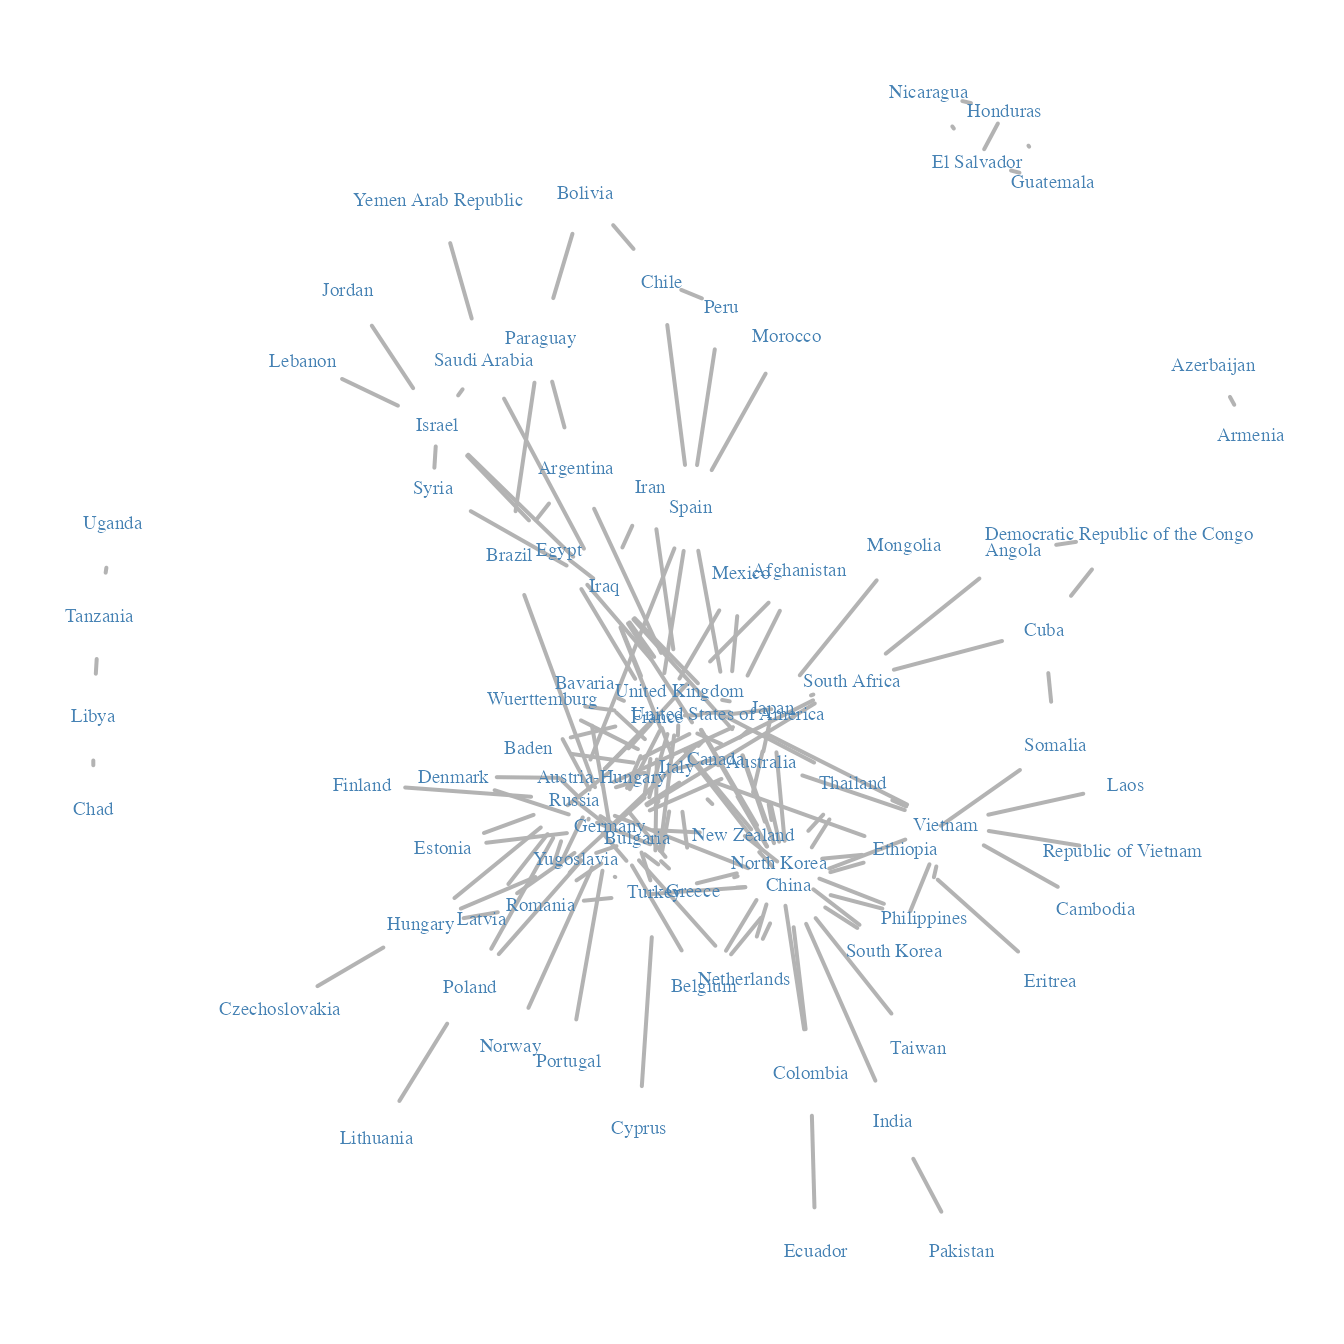 Nicaragua
Honduras
El Salvador
Guatemala
Yemen Arab Republic
Bolivia
Jordan
Chile
Peru
Paraguay
Morocco
Lebanon
Saudi Arabia
Azerbaijan
Israel
Armenia
Argentina
Syria
Iran
Spain
Uganda
Brazil
Egypt
Mongolia
Democratic Republic of the Congo
Angola
Iraq
Mexico
Afghanistan
Tanzania
Cuba
Bavaria
United Kingdom
South Africa
Wuerttemburg
Japan
Libya
France
United States of America
Baden
Somalia
Canada
Australia
Italy
Finland
Denmark
Austria-Hungary
Thailand
Laos
Russia
Chad
Germany
Vietnam
Bulgaria
New Zealand
Estonia
Yugoslavia
North Korea
Ethiopia
Republic of Vietnam
China
Turkey
Greece
Romania
Cambodia
Hungary
Latvia
Philippines
South Korea
Poland
Belgium
Netherlands
Eritrea
Czechoslovakia
Norway
Portugal
Taiwan
Colombia
Lithuania
Cyprus
India
Ecuador
Pakistan